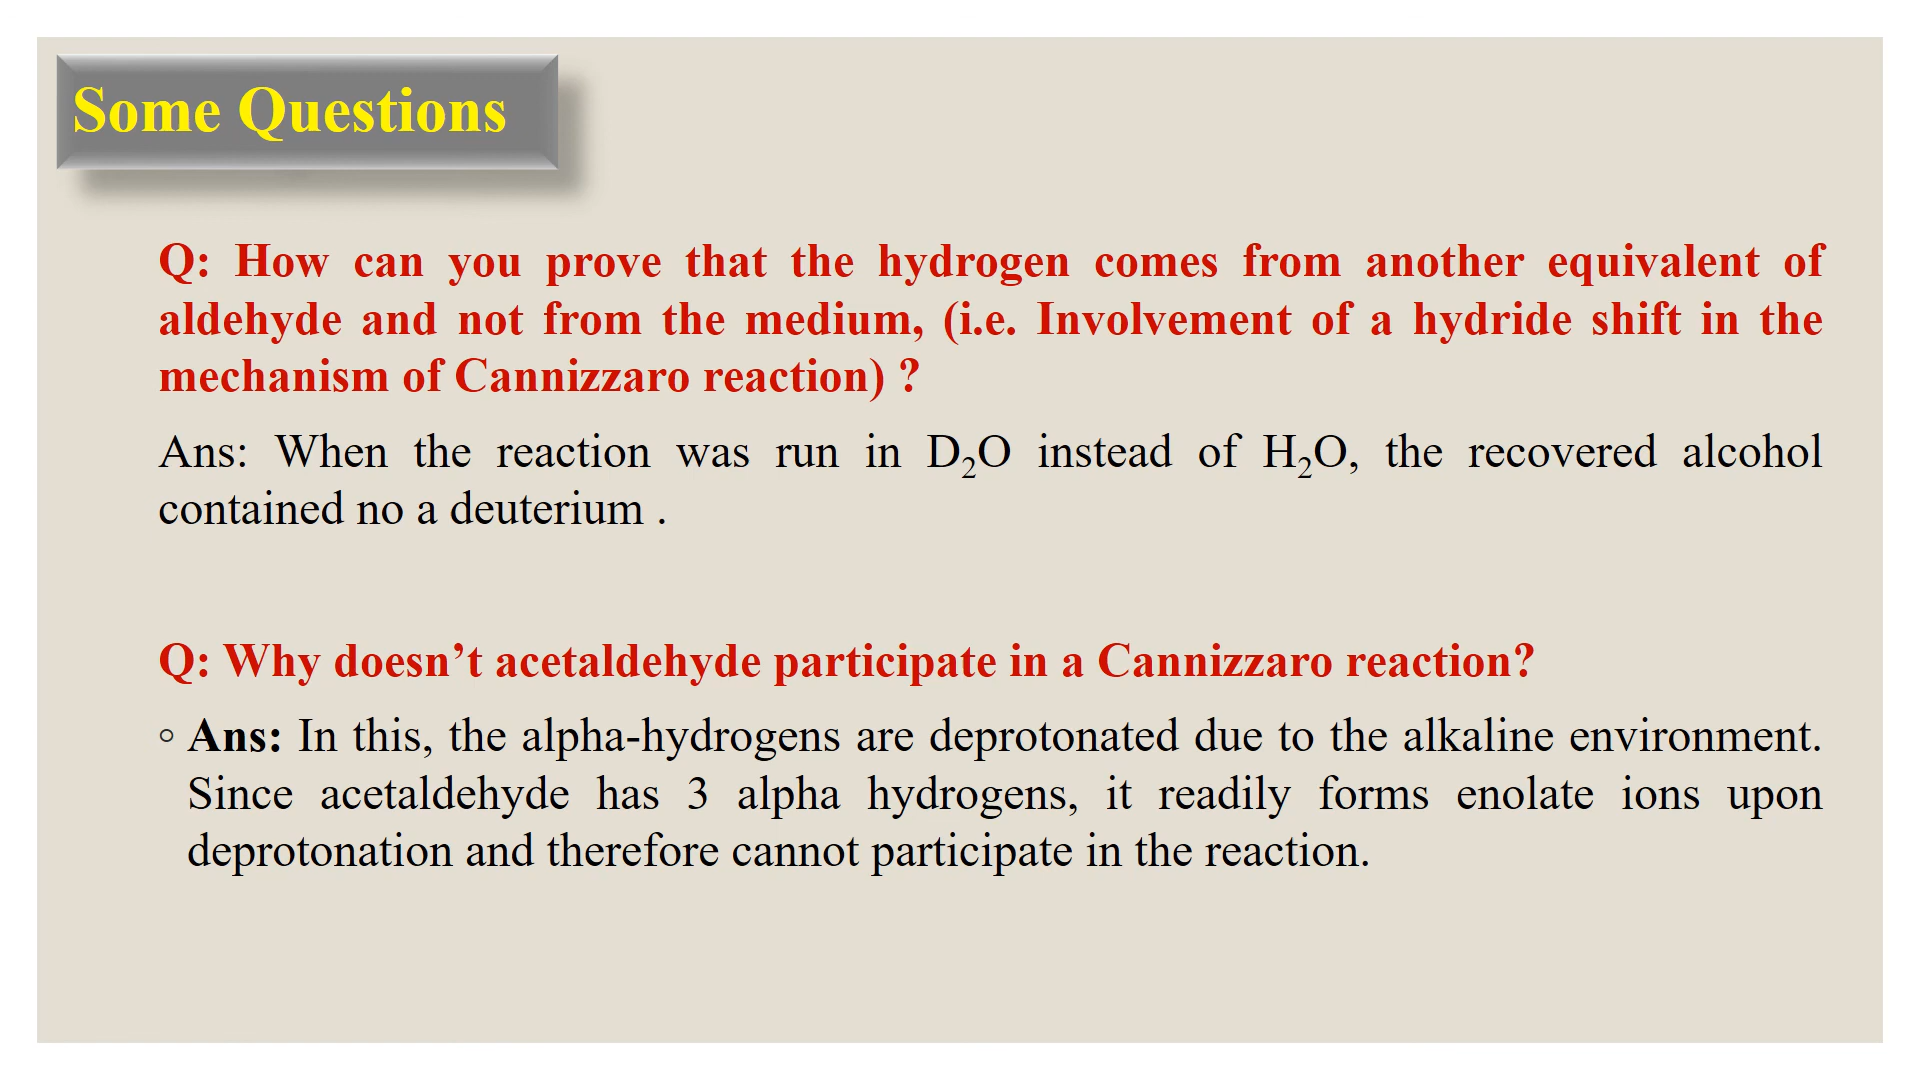 Some Questions
Q: How can you prove that the hydrogen comes from another equivalent of
aldehyde and not from the medium, (i.e. Involvement of a hydride shift in the
mechanism of Cannizzaro reaction) ?
Ans: When the reaction was run in D₂O instead of H₂O, the recovered alcohol
contained no a deuterium .
Q: Why doesn’t acetaldehyde participate in a Cannizzaro reaction?
◦ Ans: In this, the alpha-hydrogens are deprotonated due to the alkaline environment.
Since acetaldehyde has 3 alpha hydrogens, it readily forms enolate ions upon
deprotonation and therefore cannot participate in the reaction.